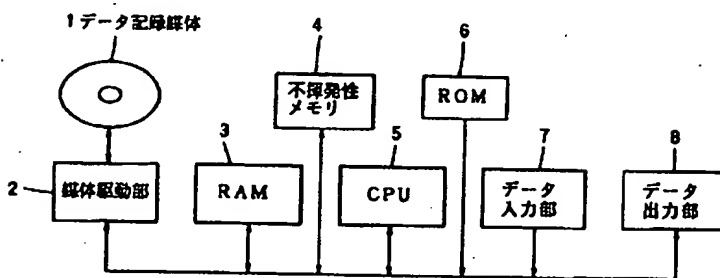 1 データ記録媒体
4
6
不揮発性
メモリ
ROM
3
5
7
8
2
媒体駆動部
RAM
CPU
データ
入力部
データ
出力部